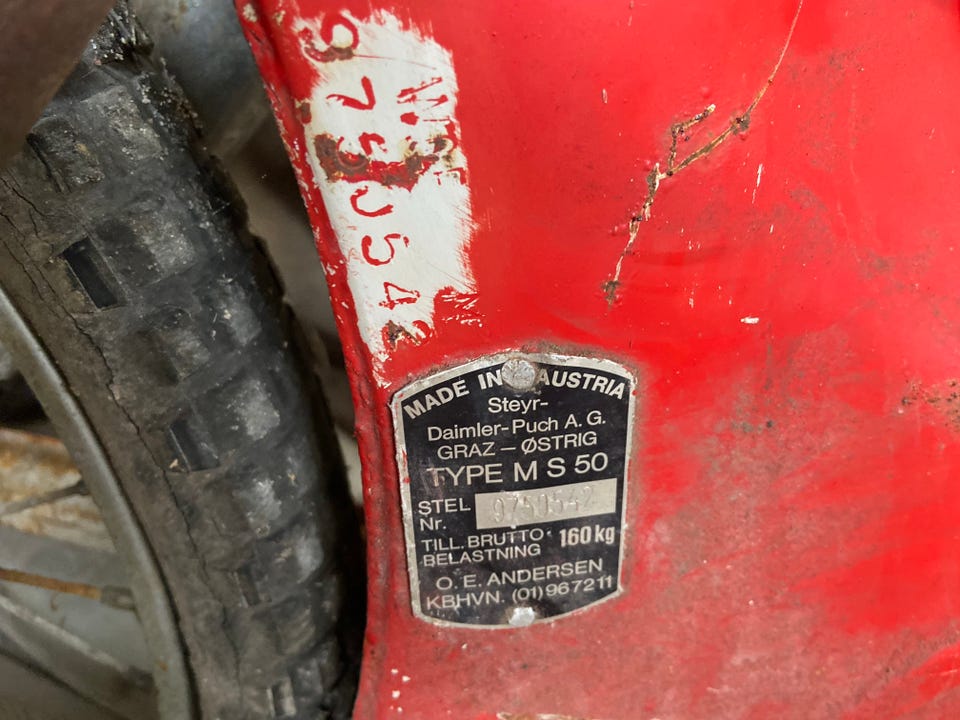 9750542
MADE IN AUSTRIA
Steyr-
Daimler-Puch A.G.
GRAZ – ØSTRIG
TYPE M S 50
STEL
Nr. 9750542
TILL. BRUTTO-
BELASTNING 160 kg
O. E. ANDERSEN
KBHVN. (01)967211